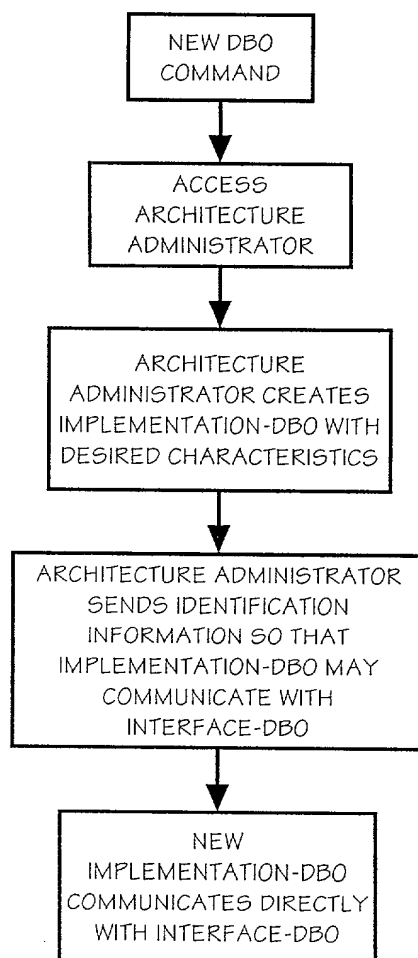 NEW DBO
COMMAND
ACCESS
ARCHITECTURE
ADMINISTRATOR
ARCHITECTURE
ADMINISTRATOR CREATES
IMPLEMENTATION-DBO WITH
DESIRED CHARACTERISTICS
ARCHITECTURE ADMINISTRATOR
SENDS IDENTIFICATION
INFORMATION SO THAT
IMPLEMENTATION-DBO MAY
COMMUNICATE WITH
INTERFACE-DBO
NEW
IMPLEMENTATION-DBO
COMMUNICATES DIRECTLY
WITH INTERFACE-DBO